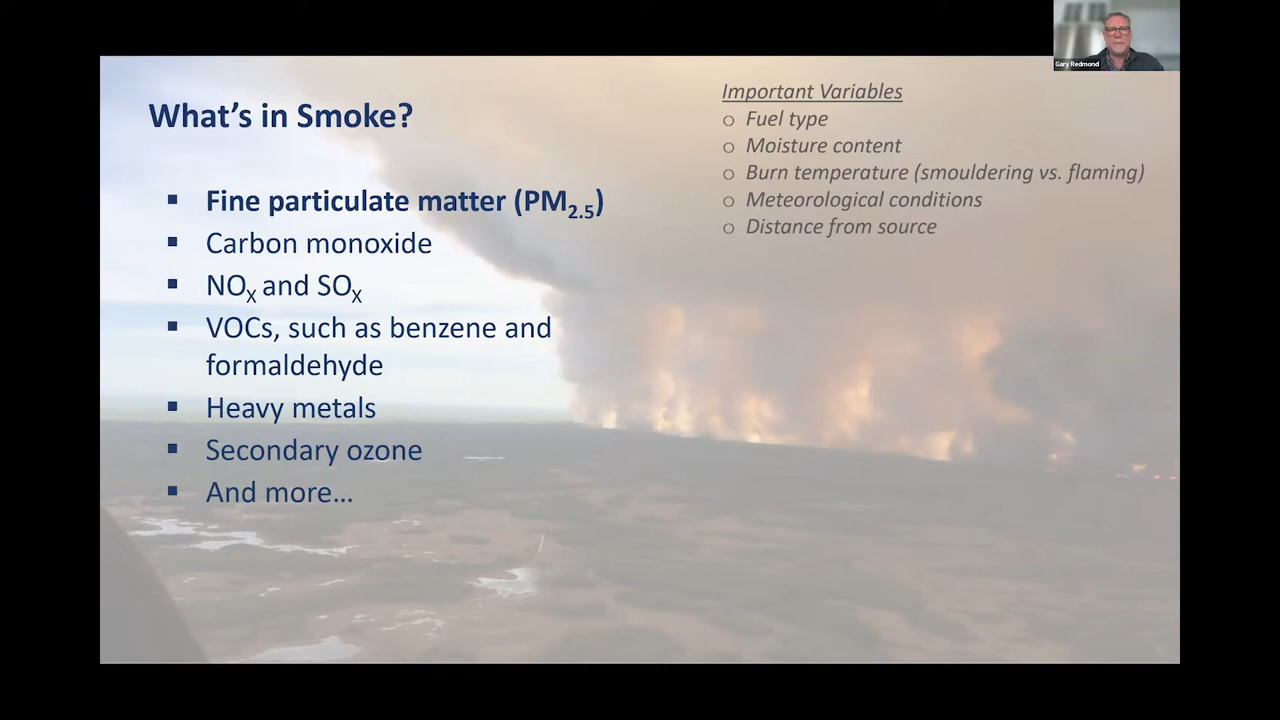 Gary Redmond
What's in Smoke?
▪ Fine particulate matter (PM2.5)
▪ Carbon monoxide
▪ NOX and SOX
▪ VOCs, such as benzene and
formaldehyde
▪ Heavy metals
▪ Secondary ozone
▪ And more…
Important Variables
o Fuel type
o Moisture content
o Burn temperature (smouldering vs. flaming)
o Meteorological conditions
o Distance from source